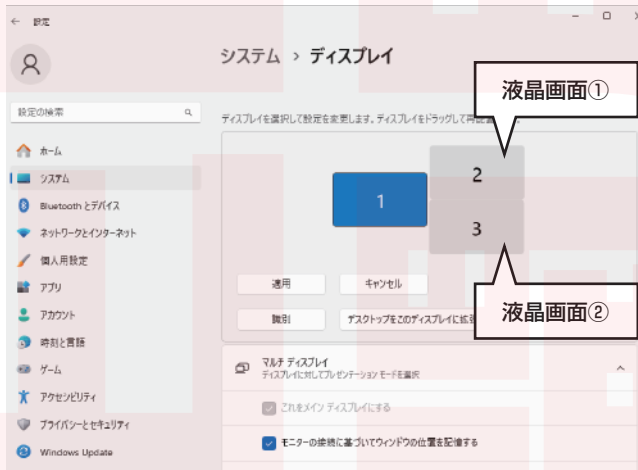 ← 設定
システム › ディスプレイ
液晶画面①
設定の検索
ディスプレイを選択して設定を変更します。ディスプレイをドラッグして再
ホーム
システム
Bluetooth とデバイス
ネットワークとインターネット
個人用設定
アプリ
アカウント
時刻と言語
ゲーム
アクセシビリティ
プライバシーとセキュリティ
Windows Update
1
2
3
適用
キャンセル
識別
デスクトップをこのディスプレイに拡
液晶画面②
マルチ ディスプレイ
ディスプレイに対してプレゼンテーション モードを選択
これをメイン ディスプレイにする
モニターの接続に基づいてウィンドウの位置を記憶する